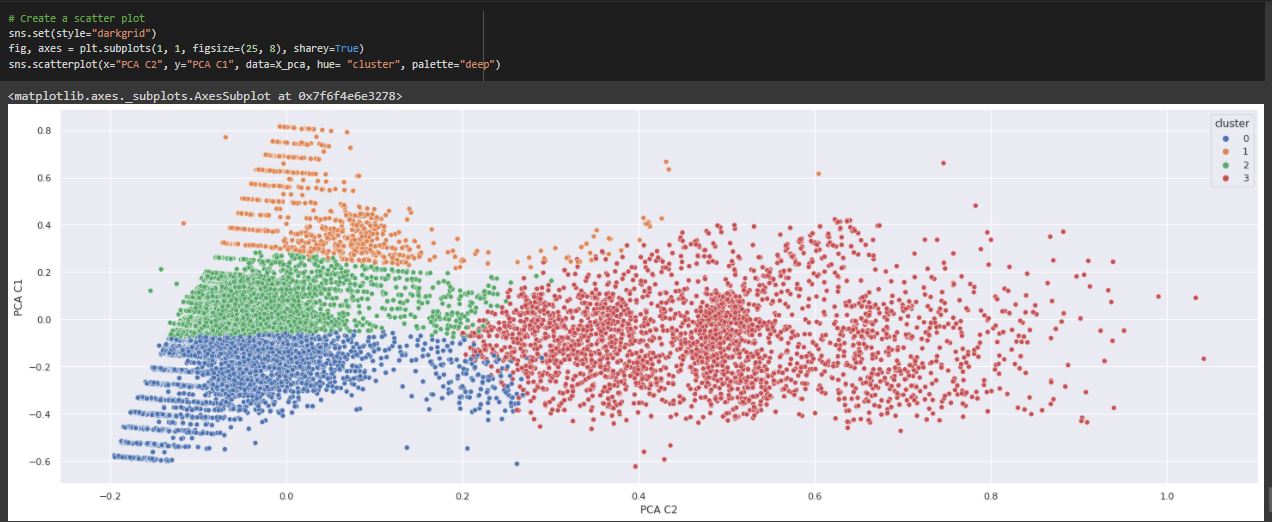 # Create a scatter plot
sns.set(style="darkgrid")
fig, axes = plt.subplots(1, 1, figsize=(25, 8), sharey=True)
sns.scatterplot(x="PCA C2", y="PCA C1", data=X_pca, hue= "cluster", palette="deep")
<matplotlib.axes._subplots.AxesSubplot at 0x7f6f4e6e3278>
cluster
0
1
2
3
PCA C1
0.8
0.6
0.4
0.2
0.0
−0.2
−0.4
−0.6
−0.2 0.0 0.2 0.4 0.6 0.8 1.0
PCA C2